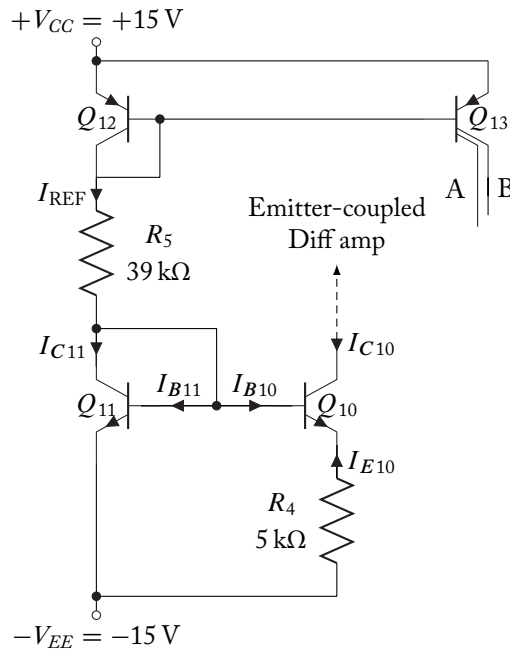 +V_CC = +15 V
Q_12
Q_13
A
B
I_REF
Emitter-coupled
Diff amp
R_5
39 kΩ
I_C11
I_C10
I_B11
I_B10
Q_11
Q_10
I_E10
R_4
5 kΩ
−V_EE = −15 V